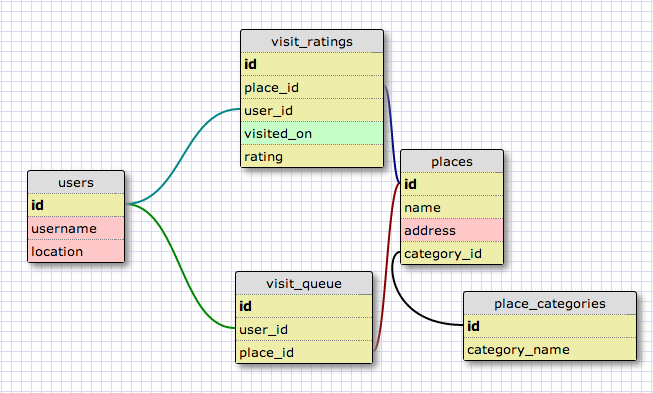 visit_ratings
id
place_id
user_id
visited_on
rating
users
id
username
location
places
id
name
address
category_id
visit_queue
id
user_id
place_id
place_categories
id
category_name